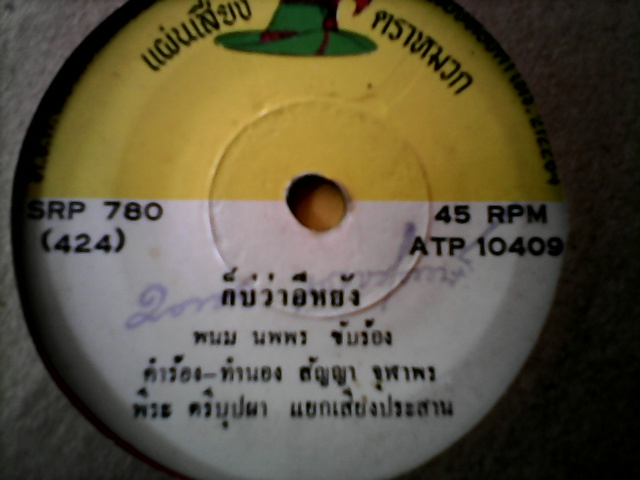 แผ่นเสียง ตราหมวก
SRP 780
(424)
45 RPM
ATP 10409
ก็บ่ว่าอีหยัง
พนม นพพร ขับร้อง
คำร้อง-ทำนอง สัญญา จุฬาพร
พีระ ตรีบุปผา แยกเสียงประสาน